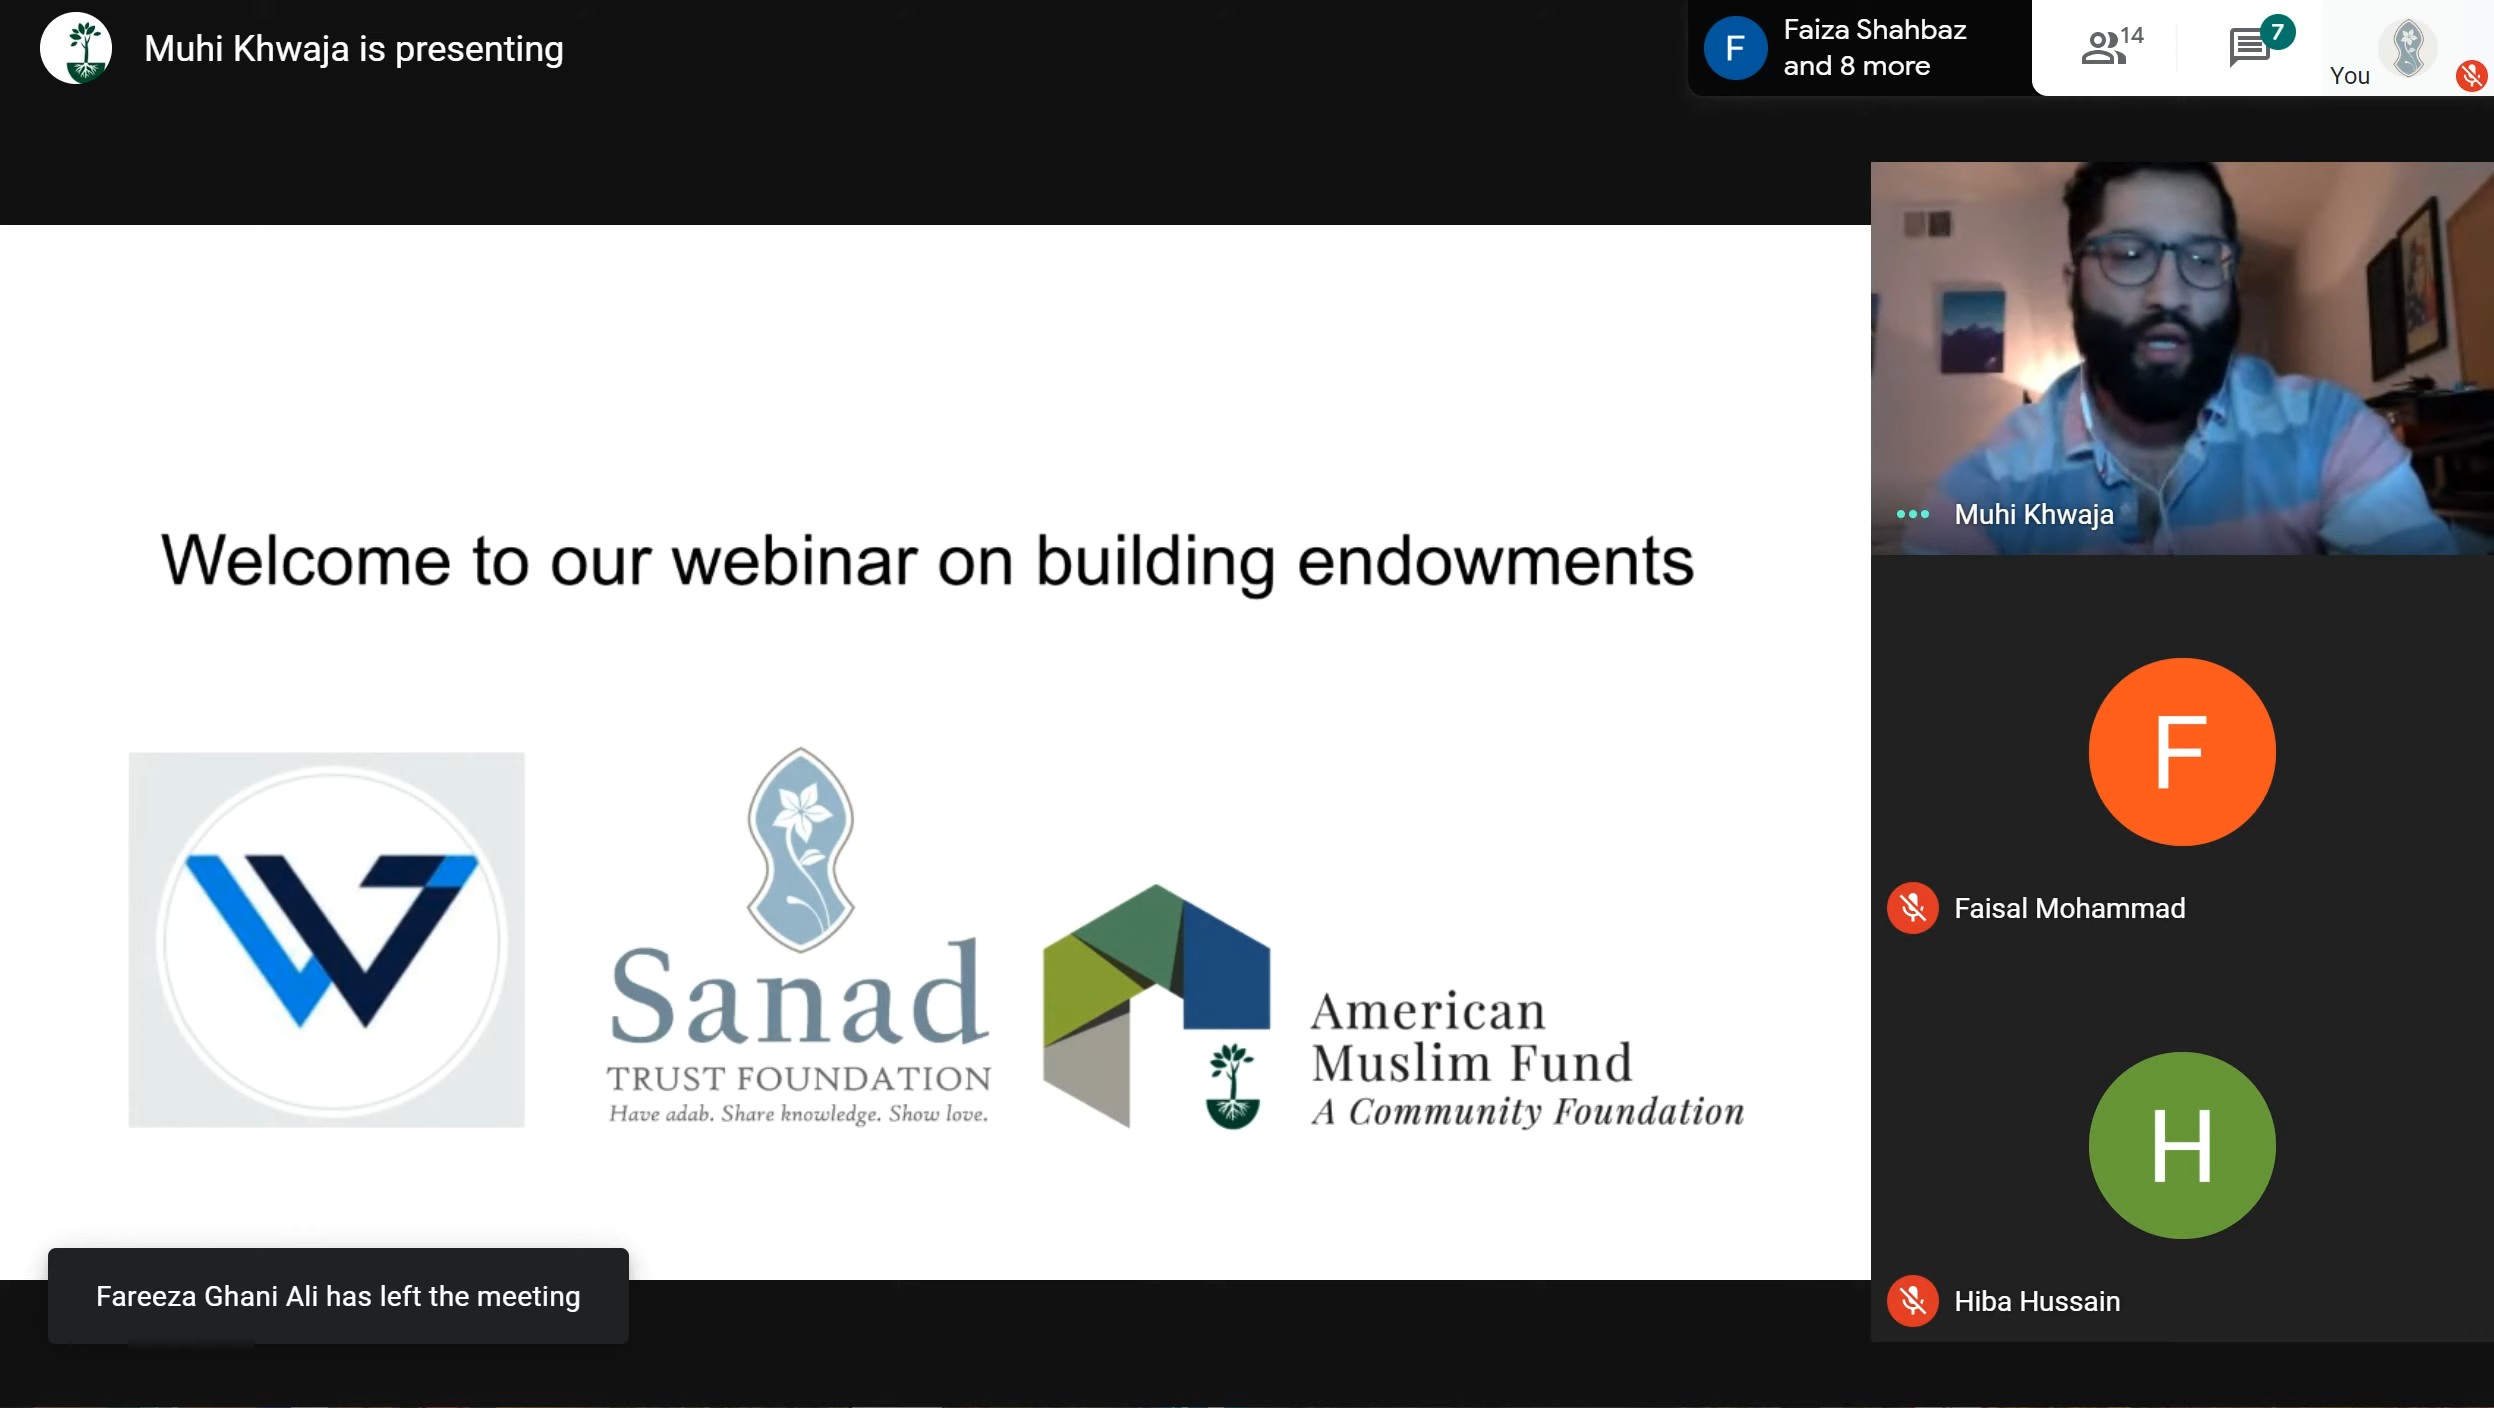 Muhi Khwaja is presenting
F
Faiza Shahbaz
and 8 more
14
7
You
Muhi Khwaja
Welcome to our webinar on building endowments
F
Faisal Mohammad
Sanad
TRUST FOUNDATION
Have adab. Share knowledge. Show love.
American
Muslim Fund
A Community Foundation
H
Hiba Hussain
Fareeza Ghani Ali has left the meeting